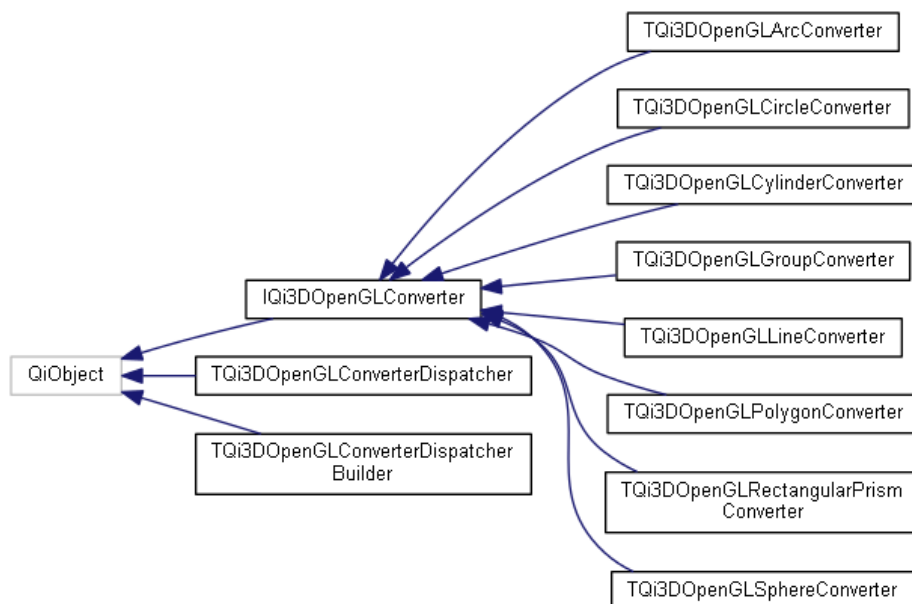 TQi3DOpenGLArcConverter
TQi3DOpenGLCircleConverter
TQi3DOpenGLCylinderConverter
TQi3DOpenGLGroupConverter
IQi3DOpenGLConverter
TQi3DOpenGLLineConverter
QiObject
TQi3DOpenGLConverterDispatcher
TQi3DOpenGLPolygonConverter
TQi3DOpenGLConverterDispatcher
Builder
TQi3DOpenGLRectangularPrism
Converter
TQi3DOpenGLSphereConverter